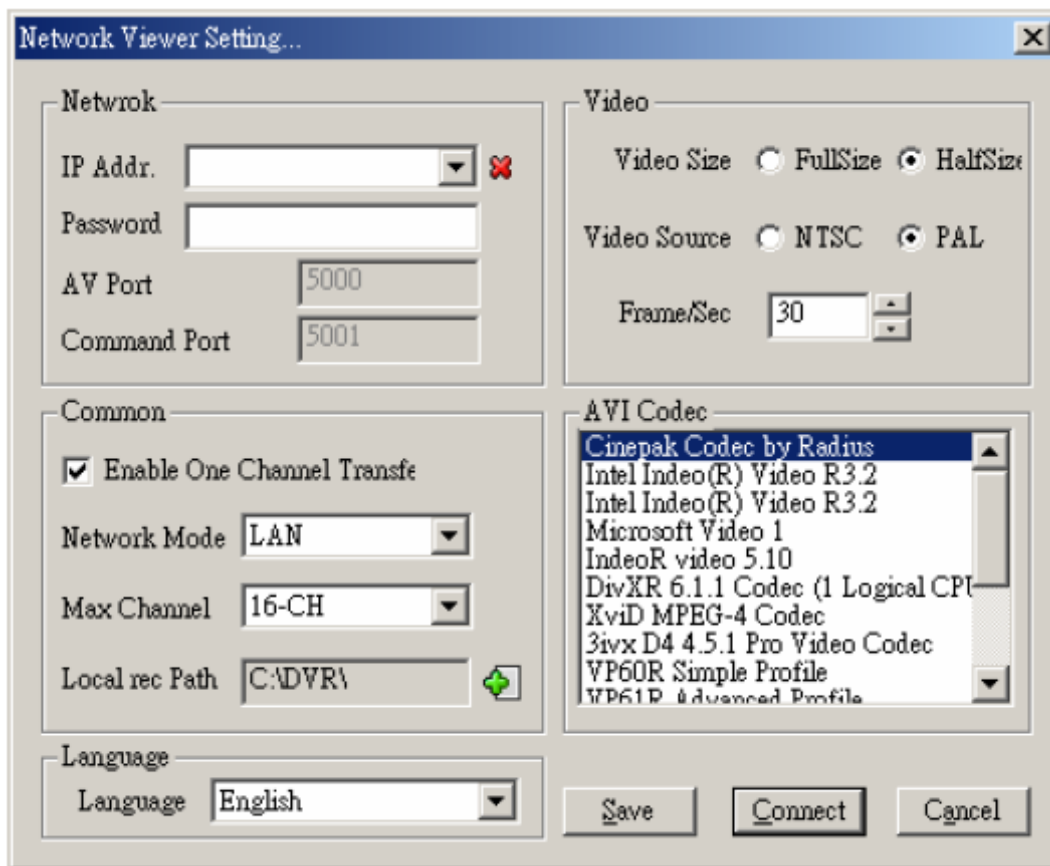 Network Viewer Setting...
Netwrok
IP Addr.
Password
AV Port 5000
Command Port 5001
Video
Video Size FullSize HalfSize
Video Source NTSC PAL
Frame/Sec 30
Common
Enable One Channel Transfe
Network Mode LAN
Max Channel 16-CH
Local rec Path C:\DVR\
AVI Codec
Cinepak Codec by Radius
Intel Indeo(R) Video R3.2
Intel Indeo(R) Video R3.2
Microsoft Video 1
IndeoR video 5.10
DivXR 6.1.1 Codec (1 Logical CPU
XviD MPEG-4 Codec
3ivx D4 4.5.1 Pro Video Codec
VP60R Simple Profile
VP61R Advanced Profile
Language
Language English
Save Connect Cancel